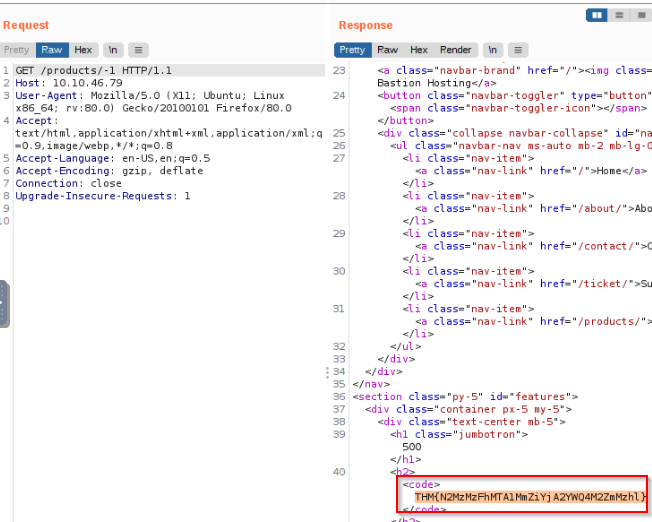 Request
Pretty Raw Hex \n ≡
1 GET /products/-1 HTTP/1.1
2 Host: 10.10.46.79
3 User-Agent: Mozilla/5.0 (X11; Ubuntu; Linux
x86_64; rv:80.0) Gecko/20100101 Firefox/80.0
4 Accept:
text/html,application/xhtml+xml,application/xml;q
=0.9,image/webp,*/*;q=0.8
5 Accept-Language: en-US,en;q=0.5
6 Accept-Encoding: gzip, deflate
7 Connection: close
8 Upgrade-Insecure-Requests: 1
9
10
Response
Pretty Raw Hex Render \n ≡
23 <a class="navbar-brand" href="/"><img class=
Bastion Hosting</a>
24 <button class="navbar-toggler" type="button"
<span class="navbar-toggler-icon"></span>
</button>
25 <div class="collapse navbar-collapse" id="na
26 <ul class="navbar-nav ms-auto mb-2 mb-lg-0
27 <li class="nav-item">
<a class="nav-link" href="/">Home</a>
</li>
28 <li class="nav-item">
<a class="nav-link" href="/about/">Abo
</li>
29 <li class="nav-item">
<a class="nav-link" href="/contact/">C
</li>
30 <li class="nav-item">
<a class="nav-link" href="/ticket/">Su
</li>
31 <li class="nav-item">
<a class="nav-link" href="/products/">
</li>
32 </ul>
33 </div>
34 </div>
35 </nav>
36 <section class="py-5" id="features">
37 <div class="container px-5 my-5">
38 <div class="text-center mb-5">
39 <h1 class="jumbotron">
500
</h1>
40 <h2>
<code>
THM{N2MzMzFhMTA1MmZiYjA2YWQ4M2ZmMzhl}
</code>
</h2>